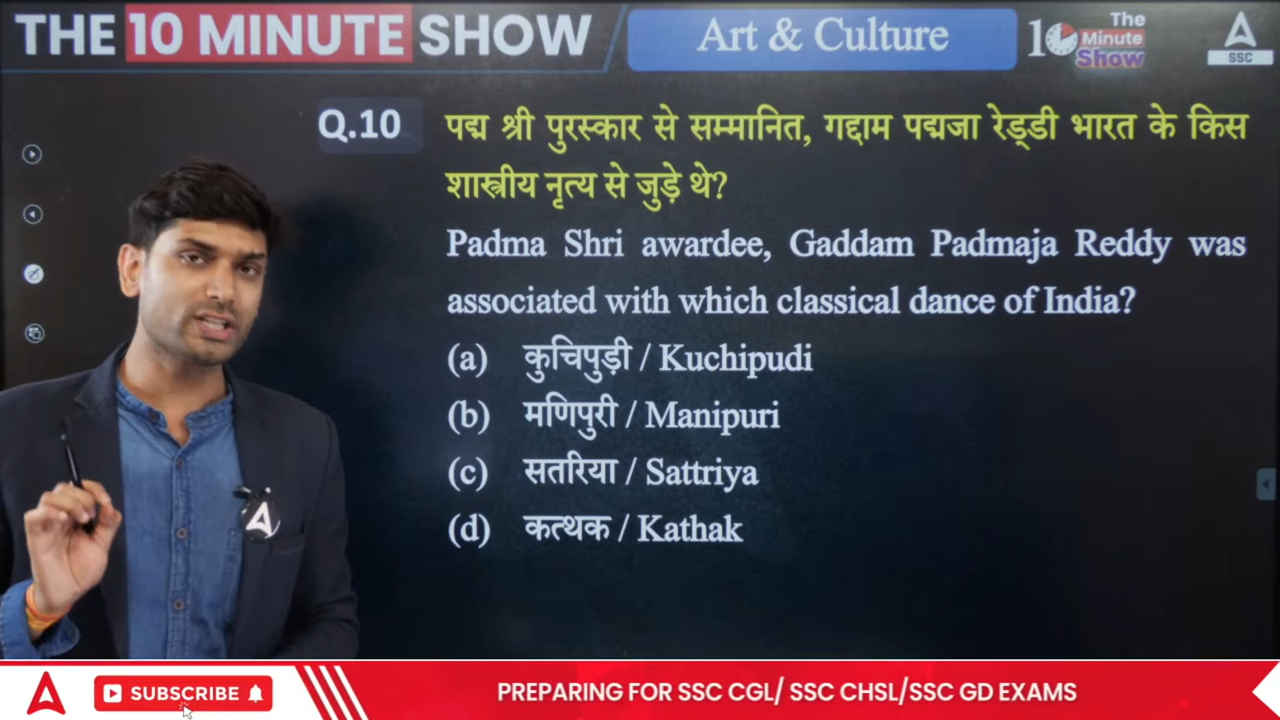 THE 10 MINUTE SHOW
Art & Culture
10 The Minute Show
SSC
Q.10
पद्म श्री पुरस्कार से सम्मानित, गद्दाम पद्मजा रेड्डी भारत के किस
शास्त्रीय नृत्य से जुड़े थे?
Padma Shri awardee, Gaddam Padmaja Reddy was
associated with which classical dance of India?
(a) कुचिपुड़ी / Kuchipudi
(b) मणिपुरी / Manipuri
(c) सतरिया / Sattriya
(d) कत्थक / Kathak
SUBSCRIBE
PREPARING FOR SSC CGL/ SSC CHSL/SSC GD EXAMS